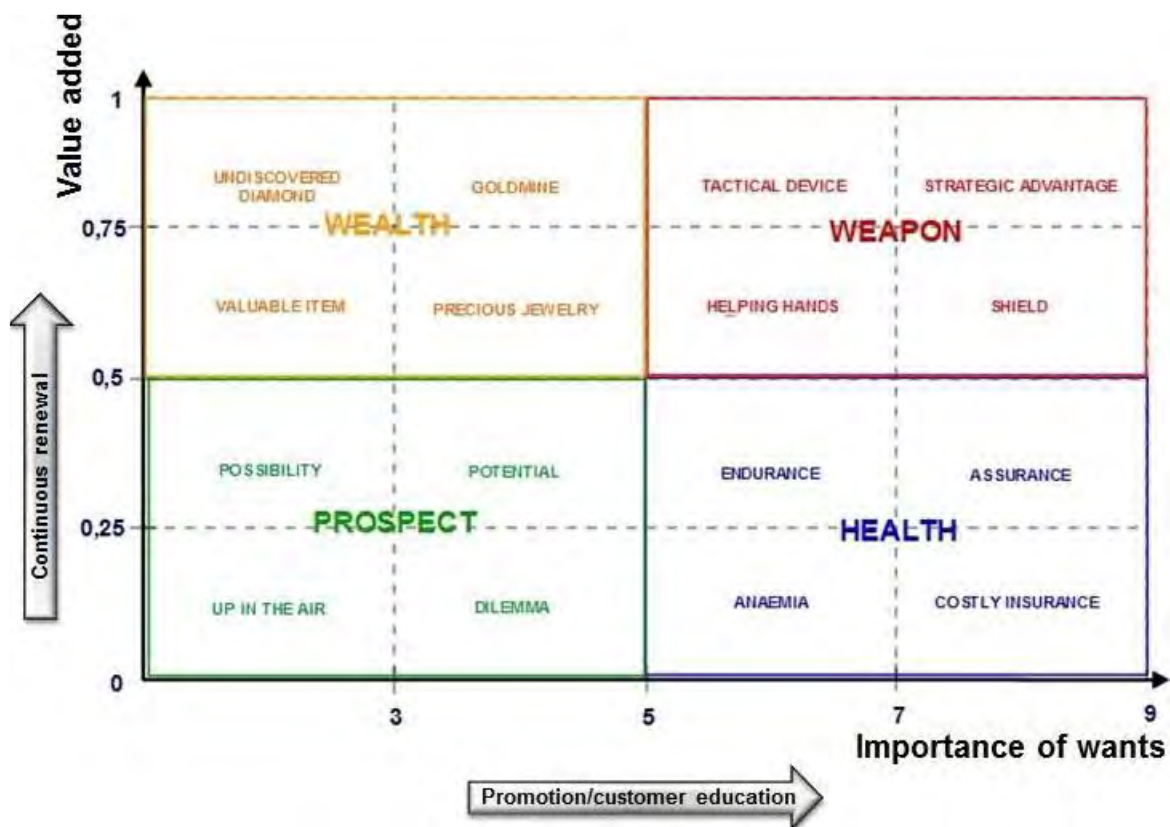 Value added
1
UNDISCOVERED
DIAMOND
GOLDMINE
TACTICAL DEVICE
STRATEGIC ADVANTAGE
0,75
WEALTH
WEAPON
VALUABLE ITEM
PRECIOUS JEWELRY
HELPING HANDS
SHIELD
0,5
Continuous renewal
POSSIBILITY
POTENTIAL
ENDURANCE
ASSURANCE
0,25
PROSPECT
HEALTH
UP IN THE AIR
DILEMMA
ANAEMIA
COSTLY INSURANCE
0
3
5
7
9
Importance of wants
Promotion/customer education